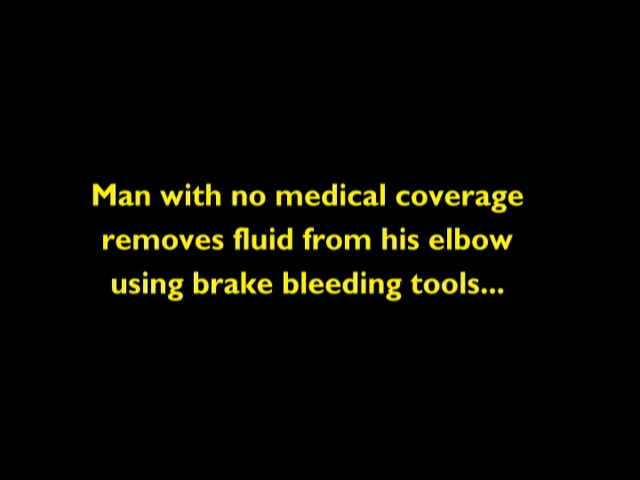 Man with no medical coverage
removes fluid from his elbow
using brake bleeding tools...